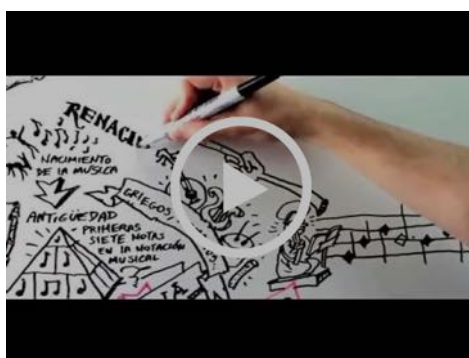 RENACI
NACIMIENTO
DE LA MUSICA
GRIEGOS
ANTIGÜEDAD
PRIMERAS
SIETE NOTAS
EN LA NOTACIÓN
MUSICAL